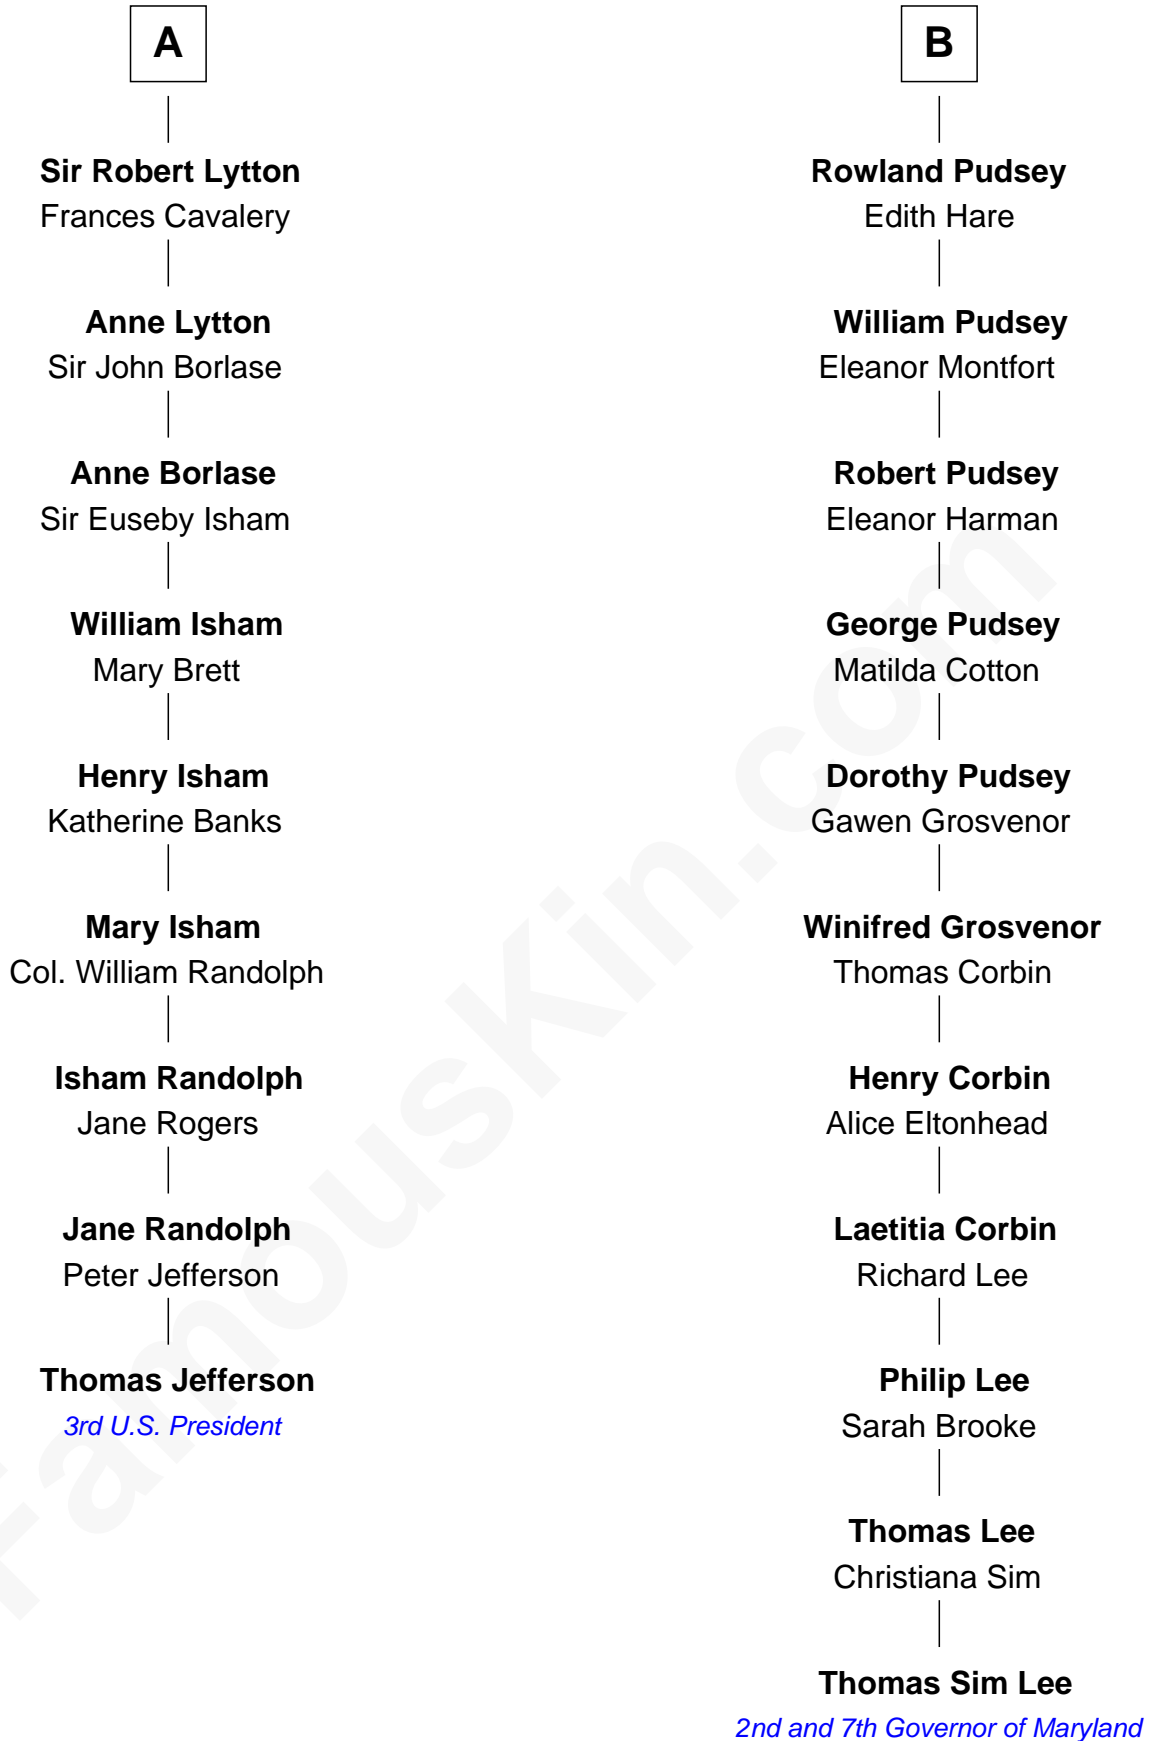 A
Sir Robert Lytton
Frances Cavalery
Anne Lytton
Sir John Borlase
Anne Borlase
Sir Euseby Isham
William Isham
Mary Brett
Henry Isham
Katherine Banks
Mary Isham
Col. William Randolph
Isham Randolph
Jane Rogers
Jane Randolph
Peter Jefferson
Thomas Jefferson
3rd U.S. President
B
Rowland Pudsey
Edith Hare
William Pudsey
Eleanor Montfort
Robert Pudsey
Eleanor Harman
George Pudsey
Matilda Cotton
Dorothy Pudsey
Gawen Grosvenor
Winifred Grosvenor
Thomas Corbin
Henry Corbin
Alice Eltonhead
Laetitia Corbin
Richard Lee
Philip Lee
Sarah Brooke
Thomas Lee
Christiana Sim
Thomas Sim Lee
2nd and 7th Governor of Maryland
FamousKin.com